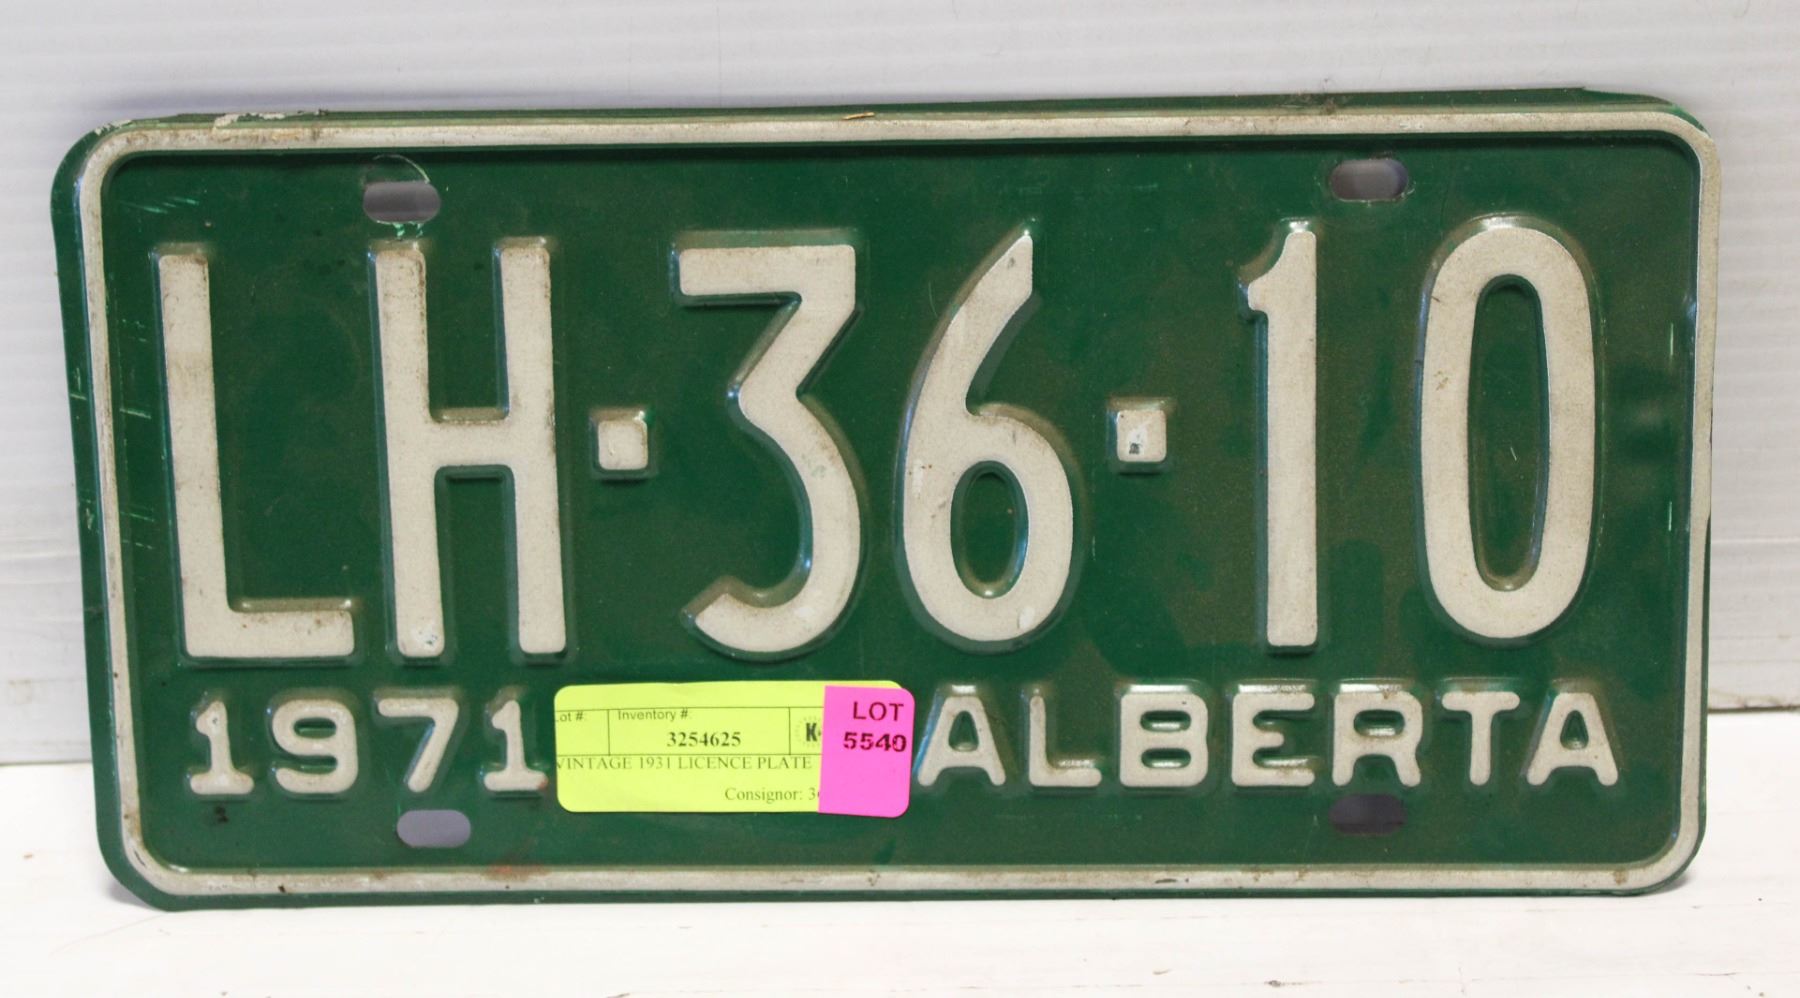 LH·36·10
1971 ALBERTA
Lot #: Inventory #:
3254625
VINTAGE 1931 LICENCE PLATE
Consignor:
LOT
5540